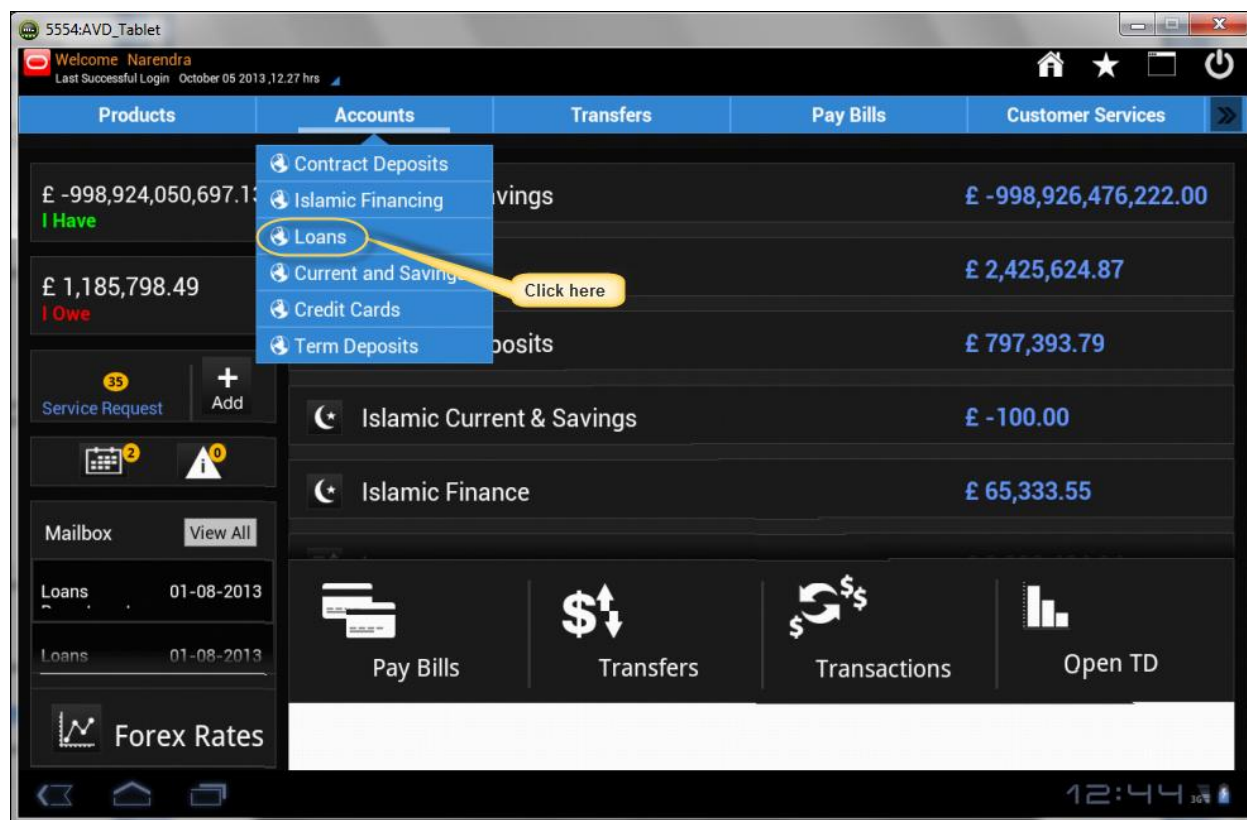 5554:AVD_Tablet
Welcome Narendra
Last Successful Login October 05 2013 ,12.27 hrs
Products Accounts Transfers Pay Bills Customer Services
Contract Deposits
Islamic Financing
Loans
Current and Savings
Credit Cards
Term Deposits
Click here
£ -998,924,050,697.13
I Have
£ 1,185,798.49
I Owe
35
Service Request
Add
2
0
Mailbox View All
Loans 01-08-2013
Loans 01-08-2013
Forex Rates
vings £ -998,926,476,222.00
£ 2,425,624.87
posits £ 797,393.79
Islamic Current & Savings £ -100.00
Islamic Finance £ 65,333.55
Pay Bills Transfers Transactions Open TD
12:44 3G